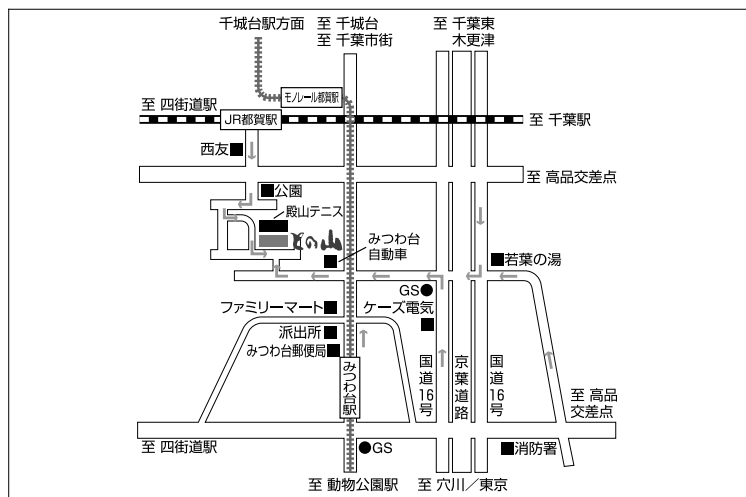 千城台駅方面
至 千城台
至 千葉市街
至 千葉東
木更津
モノレール都賀駅
至 四街道駅
JR都賀駅
至 千葉駅
西友
至 高品交差点
公園
殿山テニス
みつわ台
自動車
若葉の湯
GS
ファミリーマート
ケーズ電気
派出所
みつわ台郵便局
みつわ台駅
国道16号
京葉道路
国道16号
至 高品
交差点
至 四街道駅
GS
消防署
至 動物公園駅
至 穴川／東京